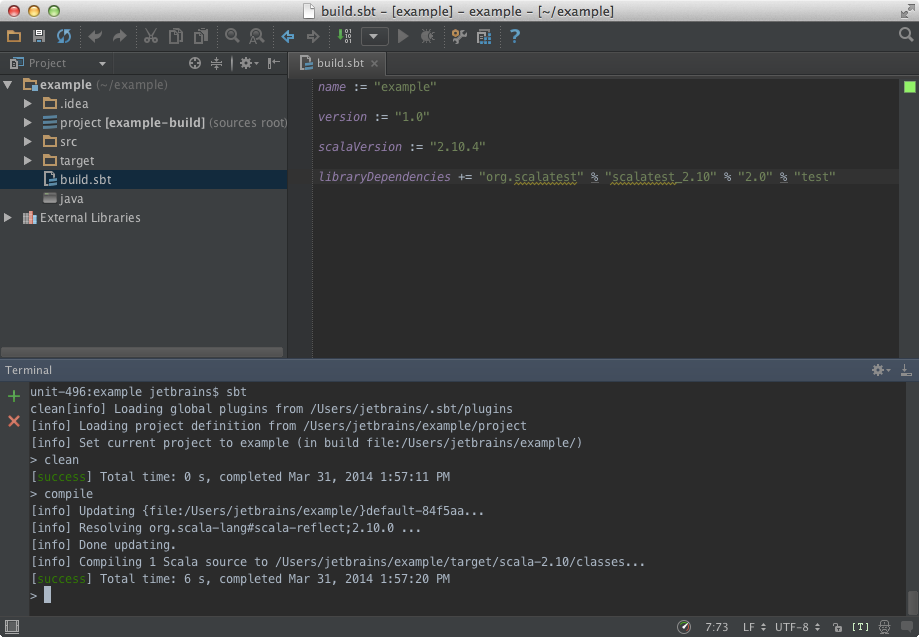 build.sbt – [example] – example – [~/example]
Project
build.sbt
example (~/example)
.idea
project [example-build] (sources root)
src
target
build.sbt
java
External Libraries
name := "example"
version := "1.0"
scalaVersion := "2.10.4"
libraryDependencies += "org.scalatest" % "scalatest_2.10" % "2.0" % "test"
Terminal
unit-496:example jetbrains$ sbt
clean[info] Loading global plugins from /Users/jetbrains/.sbt/plugins
[info] Loading project definition from /Users/jetbrains/example/project
[info] Set current project to example (in build file:/Users/jetbrains/example/)
> clean
[success] Total time: 0 s, completed Mar 31, 2014 1:57:11 PM
> compile
[info] Updating {file:/Users/jetbrains/example/}default-84f5aa...
[info] Resolving org.scala-lang#scala-reflect;2.10.0 ...
[info] Done updating.
[info] Compiling 1 Scala source to /Users/jetbrains/example/target/scala-2.10/classes...
[success] Total time: 6 s, completed Mar 31, 2014 1:57:20 PM
>
7:73 LF UTF-8 [T]